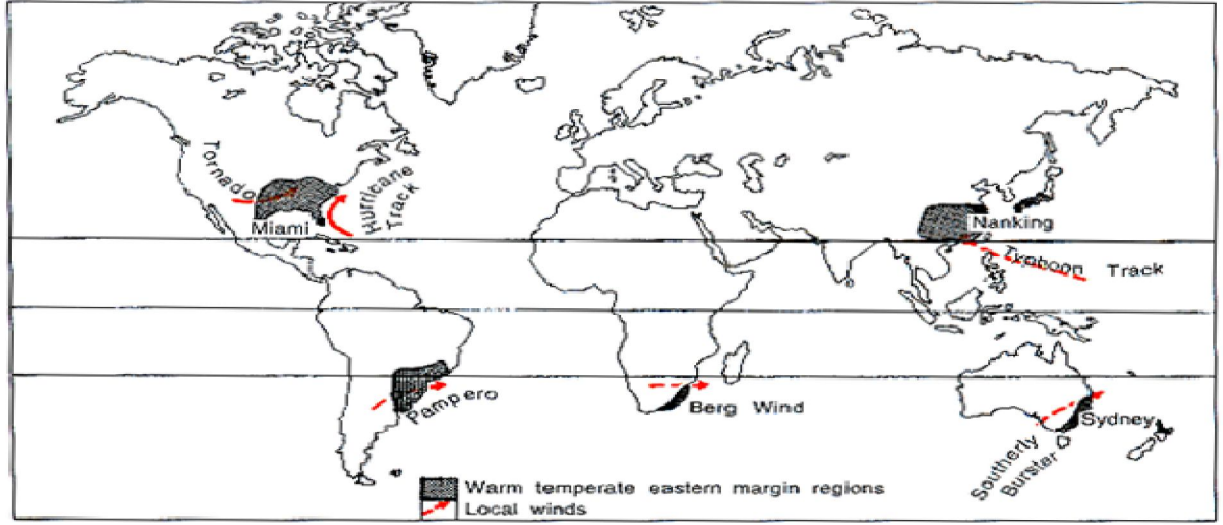 Tornado
Miami
Hurricane
Track
Nanking
Typhoon Track
Pampero
Berg Wind
Sydney
Southerly
Burster
Warm temperate eastern margin regions
Local winds